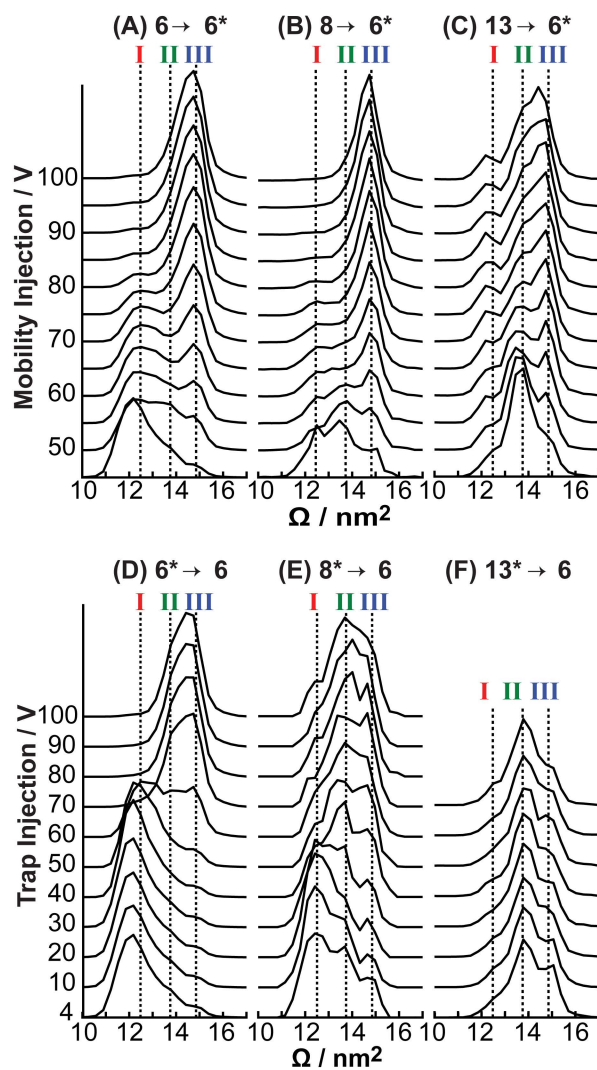 (A) 6 → 6* (B) 8 → 6* (C) 13 → 6*
I II III I II III I II III
Mobility Injection / V
100
90
80
70
60
50
10 12 14 16 10 12 14 16 10 12 14 16
Ω / nm²
(D) 6* → 6 (E) 8* → 6 (F) 13* → 6
I II III I II III
I II III
Trap Injection / V
100
90
80
70
60
50
40
30
20
10
4
10 12 14 16 10 12 14 16 10 12 14 16
Ω / nm²